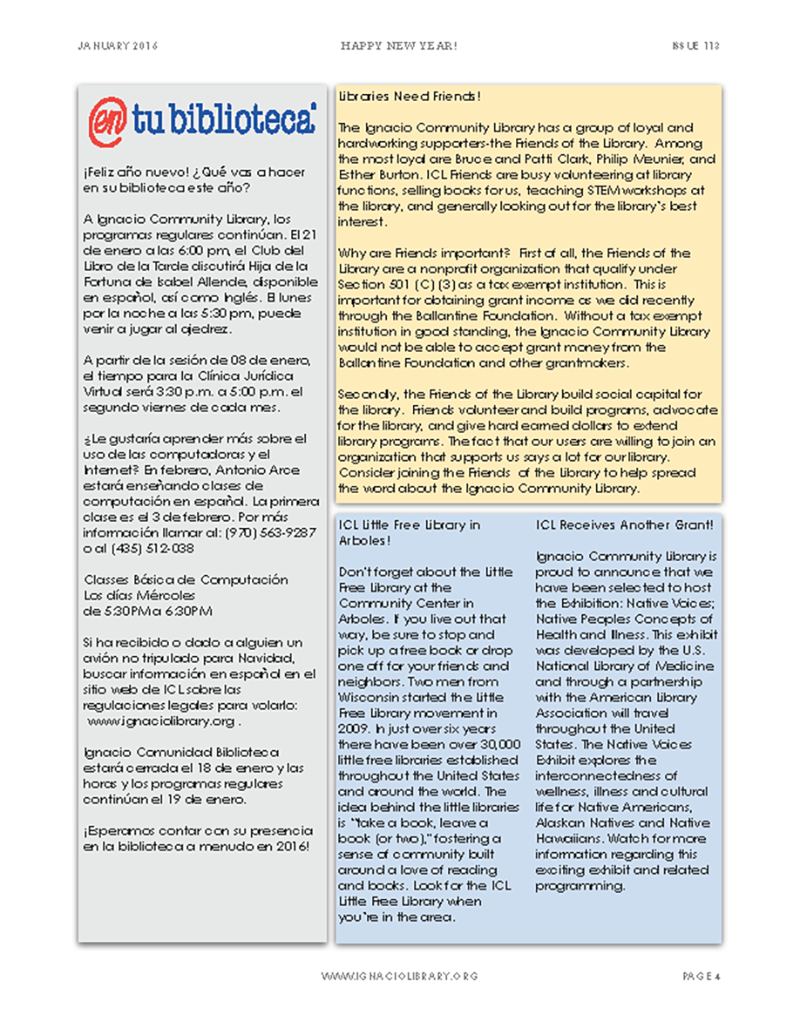 JANUARY 2016
HAPPY NEW YEAR!
ISSUE 113
@en tu biblioteca®
¡Feliz año nuevo! ¿Qué vas a hacer
en su biblioteca este año?
A Ignacio Community Library, los
programas regulares continúan. El 21
de enero a las 6:00 pm, el Club del
Libro de la Tarde discutirá Hija de la
Fortuna de Isabel Allende, disponible
en español, así como Inglés. El lunes
por la noche a las 5:30 pm, puede
venir a jugar al ajedrez.
A partir de la sesión de 08 de enero,
el tiempo para la Clínica Jurídica
Virtual será 3:30 p.m. a 5:00 p.m. el
segundo viernes de cada mes.
¿Le gustaría aprender más sobre el
uso de las computadoras y el
Internet? En febrero, Antonio Arce
estará enseñando clases de
computación en español. La primera
clase es el 3 de febrero. Por más
información llamar al: (970) 563-9287
o al (435) 512-038
Classes Básica de Computación
Los días Miércoles
de 5:30PM a 6:30PM
Si ha recibido o dado a alguien un
avión no tripulado para Navidad,
buscar información en español en el
sitio web de ICL sobre las
regulaciones legales para volarlo:
www.ignaciolibrary.org .
Ignacio Comunidad Biblioteca
estará cerrada el 18 de enero y las
horas y los programas regulares
continúan el 19 de enero.
¡Esperamos contar con su presencia
en la biblioteca a menudo en 2016!
Libraries Need Friends!
The Ignacio Community Library has a group of loyal and
hardworking supporters-the Friends of the Library. Among
the most loyal are Bruce and Patti Clark, Philip Meunier, and
Esther Burton. ICL Friends are busy volunteering at library
functions, selling books for us, teaching STEM workshops at
the library, and generally looking out for the library's best
interest.
Why are Friends important? First of all, the Friends of the
Library are a nonprofit organization that qualify under
Section 501 (C) (3) as a tax exempt institution. This is
important for obtaining grant income as we did recently
through the Ballantine Foundation. Without a tax exempt
institution in good standing, the Ignacio Community Library
would not be able to accept grant money from the
Ballantine Foundation and other grantmakers.
Secondly, the Friends of the Library build social capital for
the library. Friends volunteer and build programs, advocate
for the library, and give hard earned dollars to extend
library programs. The fact that our users are willing to join an
organization that supports us says a lot for our library.
Consider joining the Friends of the Library to help spread
the word about the Ignacio Community Library.
ICL Little Free Library in
Arboles!
Don't forget about the Little
Free Library at the
Community Center in
Arboles. If you live out that
way, be sure to stop and
pick up a free book or drop
one off for your friends and
neighbors. Two men from
Wisconsin started the Little
Free Library movement in
2009. In just over six years
there have been over 30,000
little free libraries established
throughout the United States
and around the world. The
idea behind the little libraries
is "take a book, leave a
book (or two)," fostering a
sense of community built
around a love of reading
and books. Look for the ICL
Little Free Library when
you're in the area.
ICL Receives Another Grant!
Ignacio Community Library is
proud to announce that we
have been selected to host
the Exhibition: Native Voices;
Native Peoples Concepts of
Health and Illness. This exhibit
was developed by the U.S.
National Library of Medicine
and through a partnership
with the American Library
Association will travel
throughout the United
States. The Native Voices
Exhibit explores the
interconnectedness of
wellness, illness and cultural
life for Native Americans,
Alaskan Natives and Native
Hawaiians. Watch for more
information regarding this
exciting exhibit and related
programming.
WWW.IGNACIOLIBRARY.ORG
PAGE 4